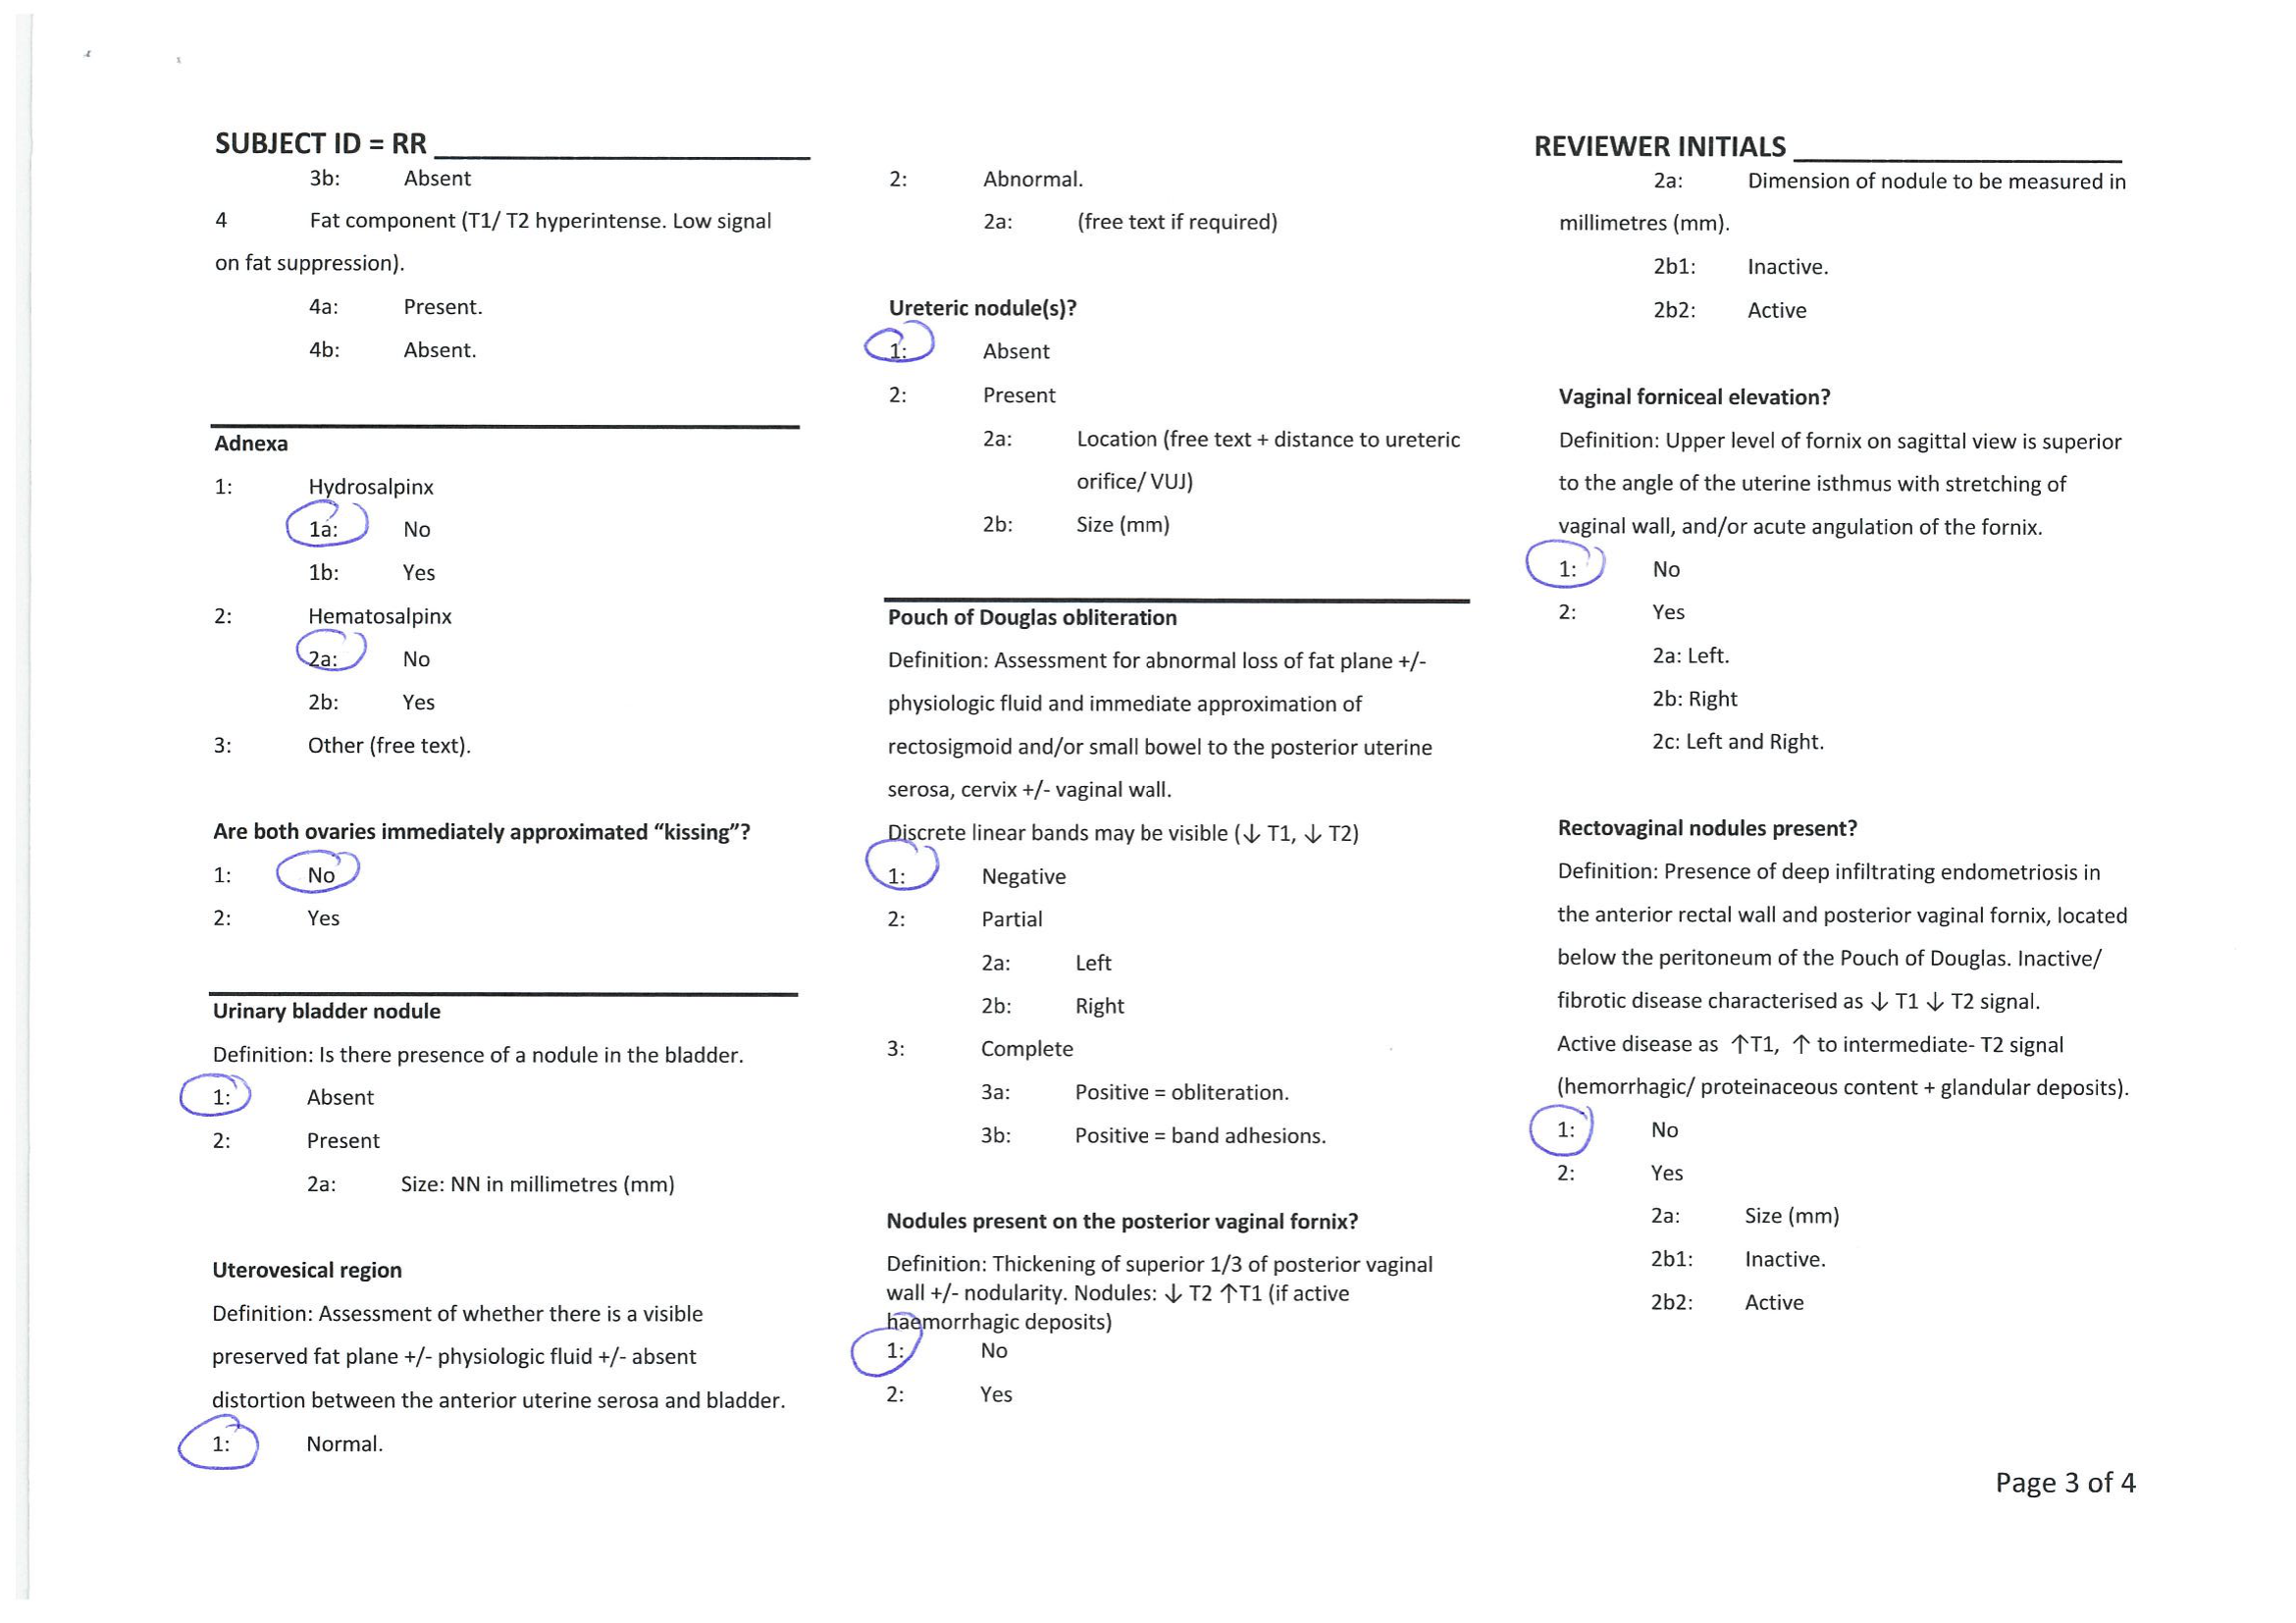 SUBJECT ID = RR
3b: Absent
4 Fat component (T1/ T2 hyperintense. Low signal
on fat suppression).
4a: Present.
4b: Absent.
Adnexa
1: Hydrosalpinx
1a: No
1b: Yes
2: Hematosalpinx
2a: No
2b: Yes
3: Other (free text).
Are both ovaries immediately approximated “kissing”?
1: No
2: Yes
Urinary bladder nodule
Definition: Is there presence of a nodule in the bladder.
1: Absent
2: Present
2a: Size: NN in millimetres (mm)
Uterovesical region
Definition: Assessment of whether there is a visible
preserved fat plane +/- physiologic fluid +/- absent
distortion between the anterior uterine serosa and bladder.
1: Normal.
2: Abnormal.
2a: (free text if required)
Ureteric nodule(s)?
1: Absent
2: Present
2a: Location (free text + distance to ureteric
orifice/ VUJ)
2b: Size (mm)
Pouch of Douglas obliteration
Definition: Assessment for abnormal loss of fat plane +/-
physiologic fluid and immediate approximation of
rectosigmoid and/or small bowel to the posterior uterine
serosa, cervix +/- vaginal wall.
Discrete linear bands may be visible (↓ T1, ↓ T2)
1: Negative
2: Partial
2a: Left
2b: Right
3: Complete
3a: Positive = obliteration.
3b: Positive = band adhesions.
Nodules present on the posterior vaginal fornix?
Definition: Thickening of superior 1/3 of posterior vaginal
wall +/- nodularity. Nodules: ↓ T2 ↑T1 (if active
haemorrhagic deposits)
1: No
2: Yes
REVIEWER INITIALS
2a: Dimension of nodule to be measured in
millimetres (mm).
2b1: Inactive.
2b2: Active
Vaginal forniceal elevation?
Definition: Upper level of fornix on sagittal view is superior
to the angle of the uterine isthmus with stretching of
vaginal wall, and/or acute angulation of the fornix.
1: No
2: Yes
2a: Left.
2b: Right
2c: Left and Right.
Rectovaginal nodules present?
Definition: Presence of deep infiltrating endometriosis in
the anterior rectal wall and posterior vaginal fornix, located
below the peritoneum of the Pouch of Douglas. Inactive/
fibrotic disease characterised as ↓ T1 ↓ T2 signal.
Active disease as ↑T1, ↑ to intermediate- T2 signal
(hemorrhagic/ proteinaceous content + glandular deposits).
1: No
2: Yes
2a: Size (mm)
2b1: Inactive.
2b2: Active
Page 3 of 4